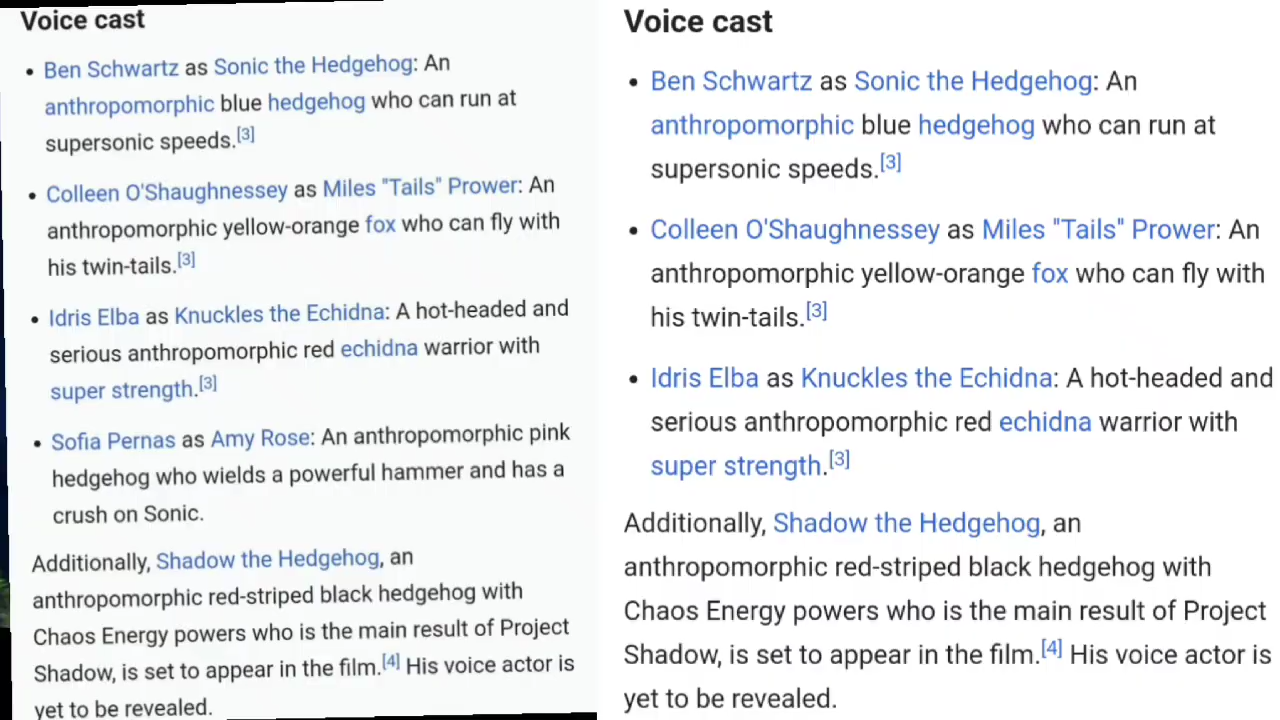 Voice cast
• Ben Schwartz as Sonic the Hedgehog: An
anthropomorphic blue hedgehog who can run at
supersonic speeds.[3]
• Colleen O'Shaughnessey as Miles "Tails" Prower: An
anthropomorphic yellow-orange fox who can fly with
his twin-tails.[3]
• Idris Elba as Knuckles the Echidna: A hot-headed and
serious anthropomorphic red echidna warrior with
super strength.[3]
• Sofia Pernas as Amy Rose: An anthropomorphic pink
hedgehog who wields a powerful hammer and has a
crush on Sonic.
Additionally, Shadow the Hedgehog, an
anthropomorphic red-striped black hedgehog with
Chaos Energy powers who is the main result of Project
Shadow, is set to appear in the film.[4] His voice actor is
yet to be revealed.
Voice cast
• Ben Schwartz as Sonic the Hedgehog: An
anthropomorphic blue hedgehog who can run at
supersonic speeds.[3]
• Colleen O'Shaughnessey as Miles "Tails" Prower: An
anthropomorphic yellow-orange fox who can fly with
his twin-tails.[3]
• Idris Elba as Knuckles the Echidna: A hot-headed and
serious anthropomorphic red echidna warrior with
super strength.[3]
Additionally, Shadow the Hedgehog, an
anthropomorphic red-striped black hedgehog with
Chaos Energy powers who is the main result of Project
Shadow, is set to appear in the film.[4] His voice actor is
yet to be revealed.